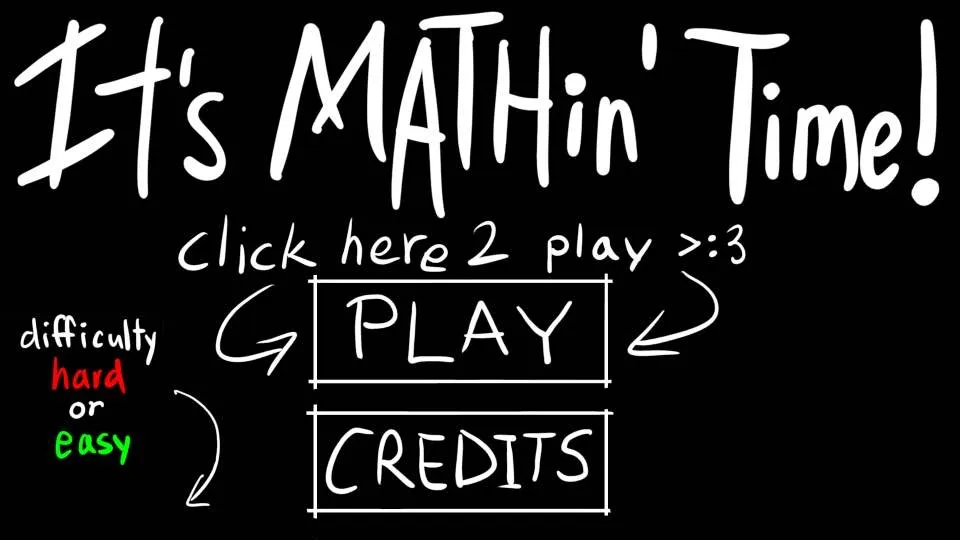 It's MATHin' Time!
click here 2 play >:3
PLAY
difficulty
hard
or
easy
CREDITS